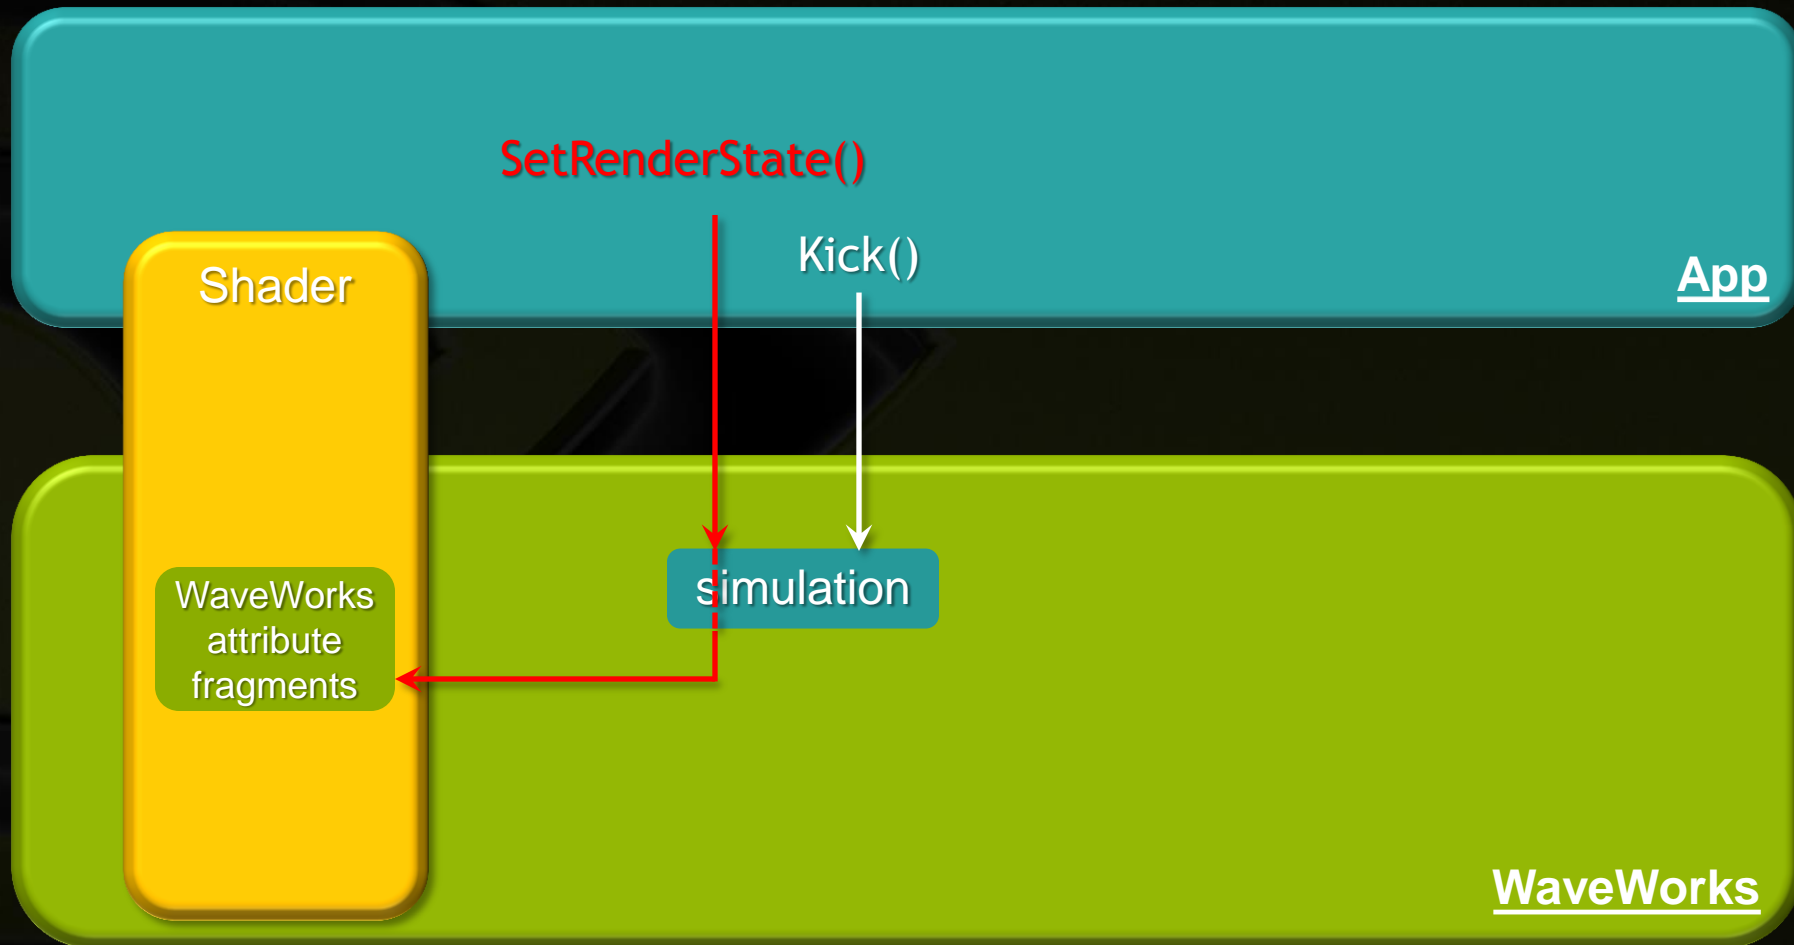 SetRenderState()
Kick()
App
Shader
simulation
WaveWorks
attribute
fragments
WaveWorks